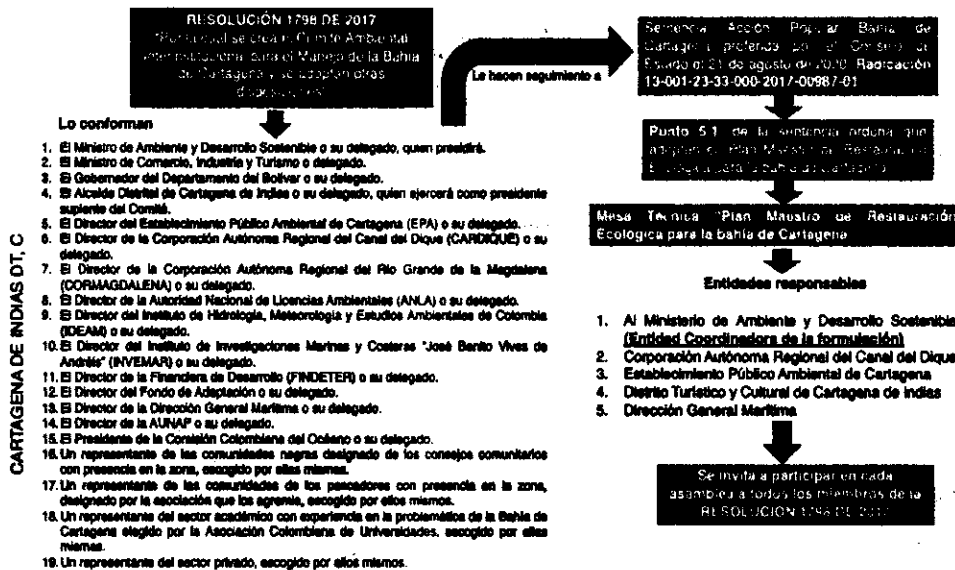 RESOLUCIÓN 1798 DE 2017
"Por la cual se crea el Comité Ambiental
Interinstitucional para el Manejo de la Bahía
de Cartagena y se adoptan otras
disposiciones"
Lo conforman
1. El Ministro de Ambiente y Desarrollo Sostenible o su delegado, quien presidirá.
2. El Ministro de Comercio, Industria y Turismo o delegado.
3. El Gobernador del Departamento del Bolívar o su delegado.
4. El Alcalde Distrital de Cartagena de Indias o su delegado, quien ejercerá como presidente
suplente del Comité.
5. El Director del Establecimiento Público Ambiental de Cartagena (EPA) o su delegado.
6. El Director de la Corporación Autónoma Regional del Canal del Dique (CARDIQUE) o su
delegado.
7. El Director de la Corporación Autónoma Regional del Río Grande de la Magdalena
(CORMAGDALENA) o su delegado.
8. El Director de la Autoridad Nacional de Licencias Ambientales (ANLA) o su delegado.
9. El Director del Instituto de Hidrología, Meteorología y Estudios Ambientales de Colombia
(IDEAM) o su delegado.
10. El Director del Instituto de Investigaciones Marinas y Costeras "José Benito Vives de
Andréis" (INVEMAR) o su delegado.
11. El Director de la Financiera de Desarrollo (FINDETER) o su delegado.
12. El Director del Fondo de Adaptación o su delegado.
13. El Director de la Dirección General Marítima o su delegado.
14. El Director de la AUNAP o su delegado.
15. El Presidente de la Comisión Colombiana del Océano o su delegado.
16. Un representante de las comunidades negras designado de los consejos comunitarios
con presencia en la zona, escogido por ellas mismas.
17. Un representante de las comunidades de los pescadores con presencia en la zona,
designado por la asociación que los agremia, escogido por ellos mismos.
18. Un representante del sector académico con experiencia en la problemática de la Bahía de
Cartagena elegido por la Asociación Colombiana de Universidades, escogido por ellas
mismas.
19. Un representante del sector privado, escogido por ellos mismos.
CARTAGENA DE INDIAS DT, C
Le hacen seguimiento a
Sentencia Acción Popular Bahía de
Cartagena proferida por el Consejo de
Estado el 21 de agosto de 2020. Radicación
13-001-23-33-000-2017-00987-01
Punto 5.1. de la sentencia ordena que
Plan Maestro de Restauración
Ecológica para la bahía de Cartagena
Mesa Técnica "Plan Maestro de Restauración
Ecológica para la bahía de Cartagena
Entidades responsables
1. Al Ministerio de Ambiente y Desarrollo Sostenible
(Entidad Coordinadora de la formulación)
2. Corporación Autónoma Regional del Canal del Dique
3. Establecimiento Público Ambiental de Cartagena
4. Distrito Turístico y Cultural de Cartagena de Indias
5. Dirección General Marítima
Se invita a participar en cada
asamblea a todos los miembros de la
RESOLUCIÓN 1798 DE 2017